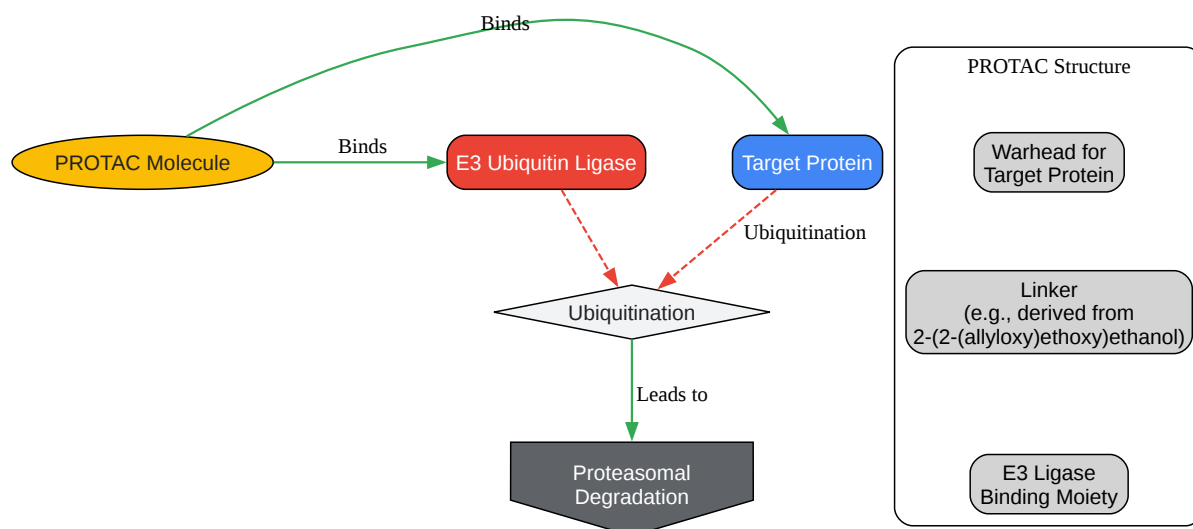 Binds
PROTAC Structure
PROTAC Molecule
Binds
E3 Ubiquitin Ligase
Target Protein
Warhead for
Target Protein
Ubiquitination
Ubiquitination
Linker
(e.g., derived from
2-(2-(allyloxy)ethoxy)ethanol)
Leads to
Proteasomal
Degradation
E3 Ligase
Binding Moiety